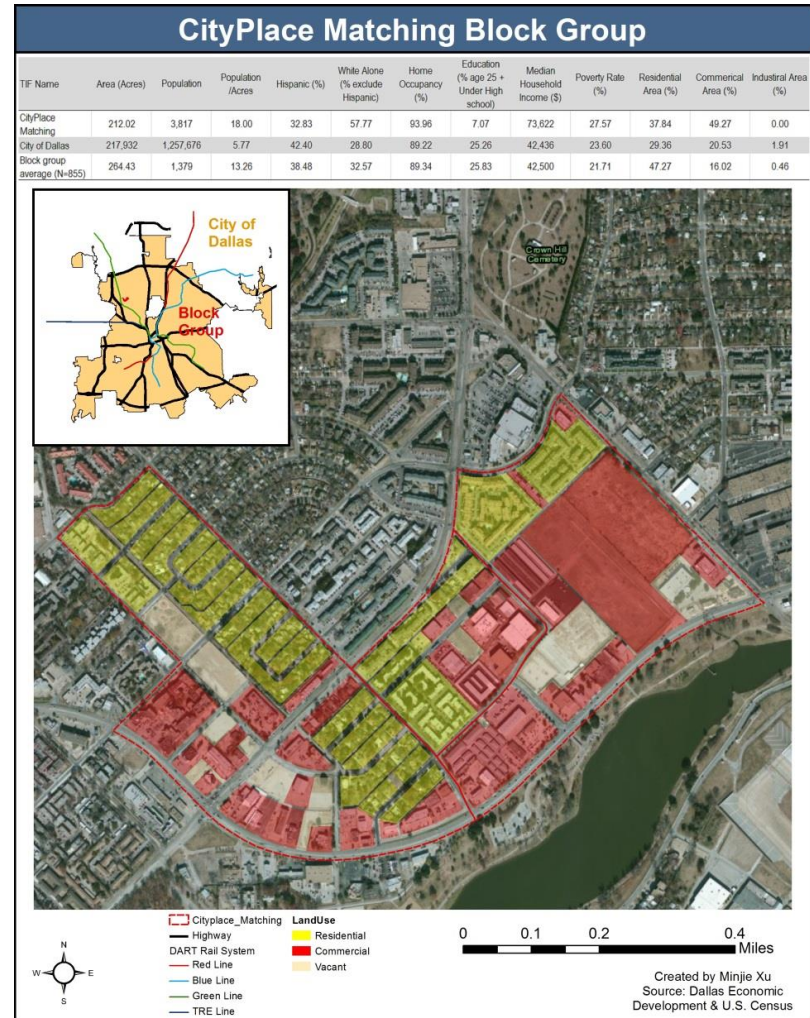 CityPlace Matching Block Group
TIF Name Area (Acres) Population Population /Acres Hispanic (%) White Alone (% exclude Hispanic) Home Occupancy (%) Education (% age 25 + Under High school) Median Household Income ($) Poverty Rate (%) Residential Area (%) Commerical Area (%) Industiral Area (%)
CityPlace Matching 212.02 3,817 18.00 32.83 57.77 93.96 7.07 73,622 27.57 37.84 49.27 0.00
City of Dallas 217,932 1,257,676 5.77 42.40 28.80 89.22 25.26 42,436 23.60 29.36 20.53 1.91
Block group average (N=855) 264.43 1,379 13.26 38.48 32.57 89.34 25.83 42,500 21.71 47.27 16.02 0.46
City of
Dallas
Block
Group
Crown Hill
Cemetery
N
W E
S
Cityplace_Matching
Highway
DART Rail System
Red Line
Blue Line
Green Line
TRE Line
LandUse
Residential
Commercial
Vacant
0 0.1 0.2 0.4
Miles
Created by Minjie Xu
Source: Dallas Economic
Development & U.S. Census